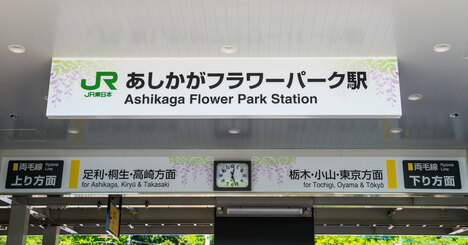 JR
JR東日本
あしかがフラワーパーク駅
Ashikaga Flower Park Station
両毛線 Ryōmō Line
上り方面
足利・桐生・高崎方面
for Ashikaga, Kiryū & Takasaki
栃木・小山・東京方面
for Tochigi, Oyama & Tōkyō
両毛線 Ryōmō Line
下り方面